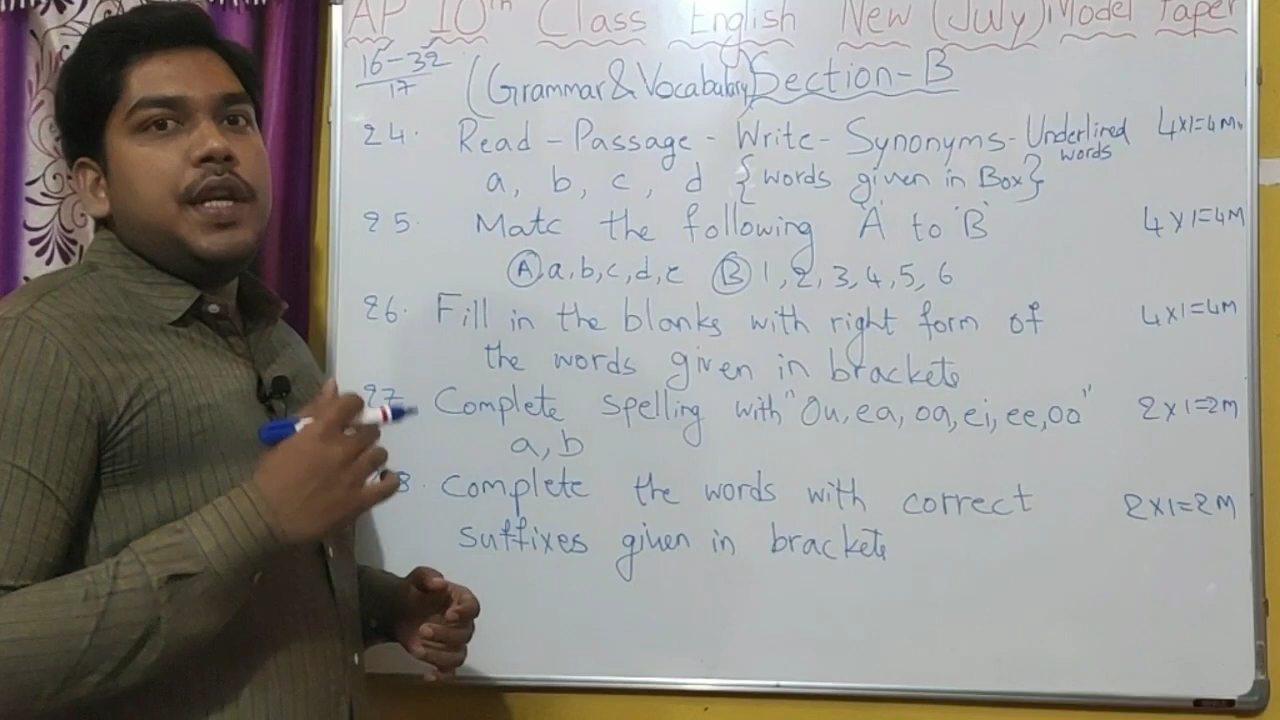 AP 10th Class English New (July) Model Paper
16-32
17
(Grammar & Vocabulary) Section-B
24. Read - Passage - Write - Synonyms - Underlined words 4x1=4M.
a, b, c, d {words given in Box}
25. Matc the following 'A' to 'B' 4x1=4M
(A) a,b,c,d,e (B) 1, 2, 3, 4, 5, 6
26. Fill in the blanks with right form of 4x1=4M
the words given in brackets
27. Complete spelling with "Ou, ea, oa, ei, ee, oo" 2x1=2M
a, b
8. Complete the words with correct 2x1=2M
suffixes given in brackets